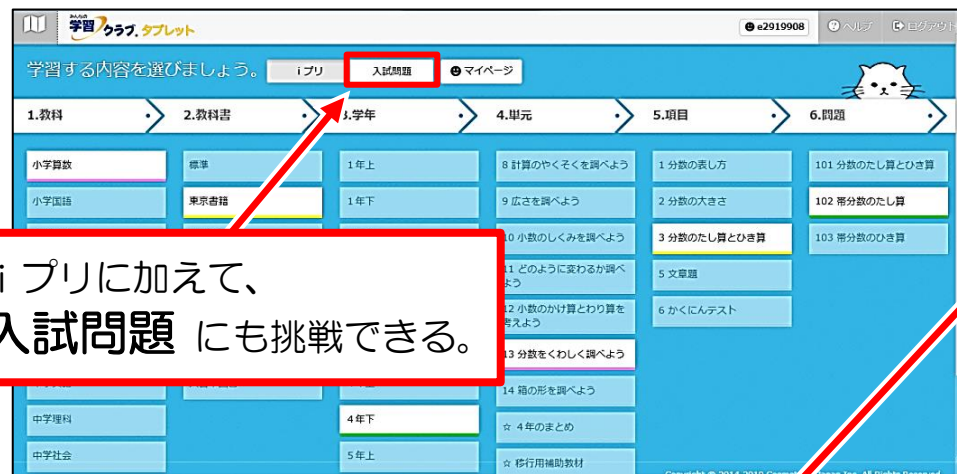 みんなの
学習クラブ.タブレット
e2919908
ヘルプ
ログアウト
学習する内容を選びましょう。
iプリ
入試問題
マイページ
1.教科
2.教科書
3.学年
4.単元
5.項目
6.問題
小学算数
標準
1年上
8 計算のやくそくを調べよう
1 分数の表し方
101 分数のたし算とひき算
小学国語
東京書籍
1年下
9 広さを調べよう
2 分数の大きさ
102 帯分数のたし算
10 小数のしくみを調べよう
3 分数のたし算とひき算
103 帯分数のひき算
i プリに加えて、
入試問題 にも挑戦できる。
11 どのように変わるか調べ
よう
5 文章題
12 小数のかけ算とわり算を
考えよう
6 かくにんテスト
13 分数をくわしく調べよう
14 箱の形を調べよう
中学理科
4年下
☆ 4年のまとめ
中学社会
5年上
☆ 移行用補助教材